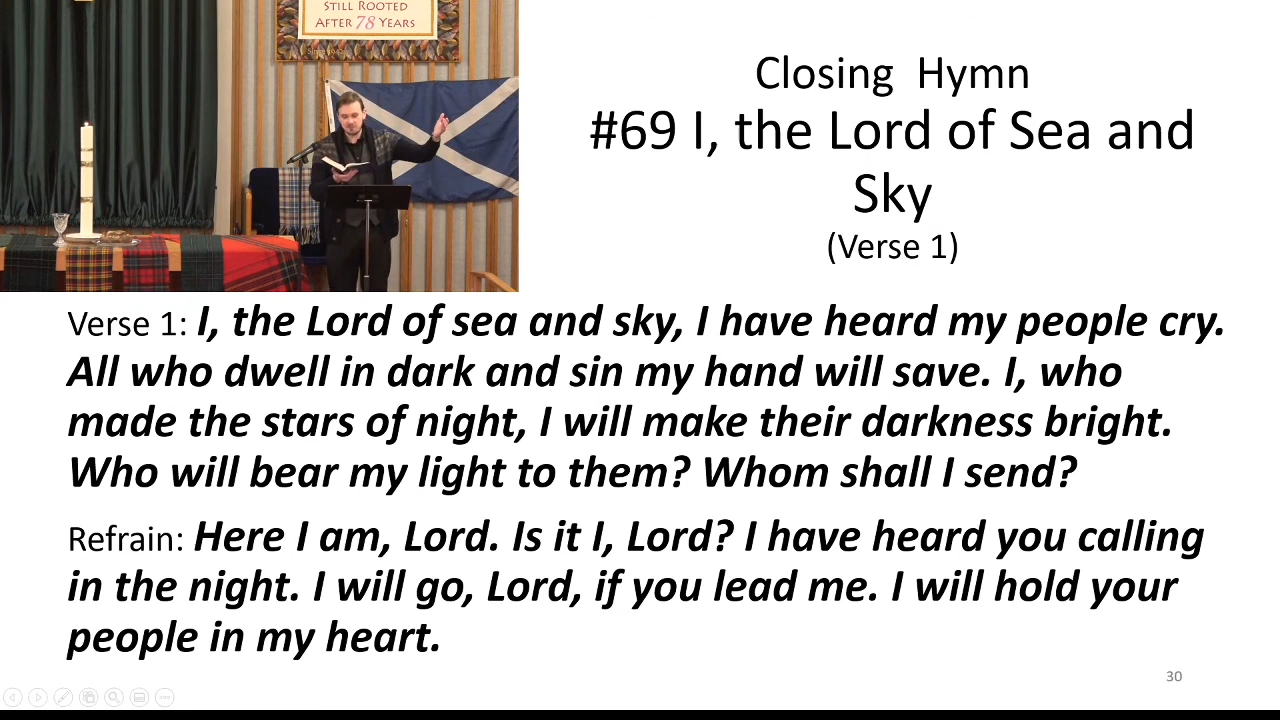 STILL ROOTED
AFTER 78 YEARS
Closing Hymn
#69 I, the Lord of Sea and
Sky
(Verse 1)
Verse 1: I, the Lord of sea and sky, I have heard my people cry.
All who dwell in dark and sin my hand will save. I, who
made the stars of night, I will make their darkness bright.
Who will bear my light to them? Whom shall I send?
Refrain: Here I am, Lord. Is it I, Lord? I have heard you calling
in the night. I will go, Lord, if you lead me. I will hold your
people in my heart.
30